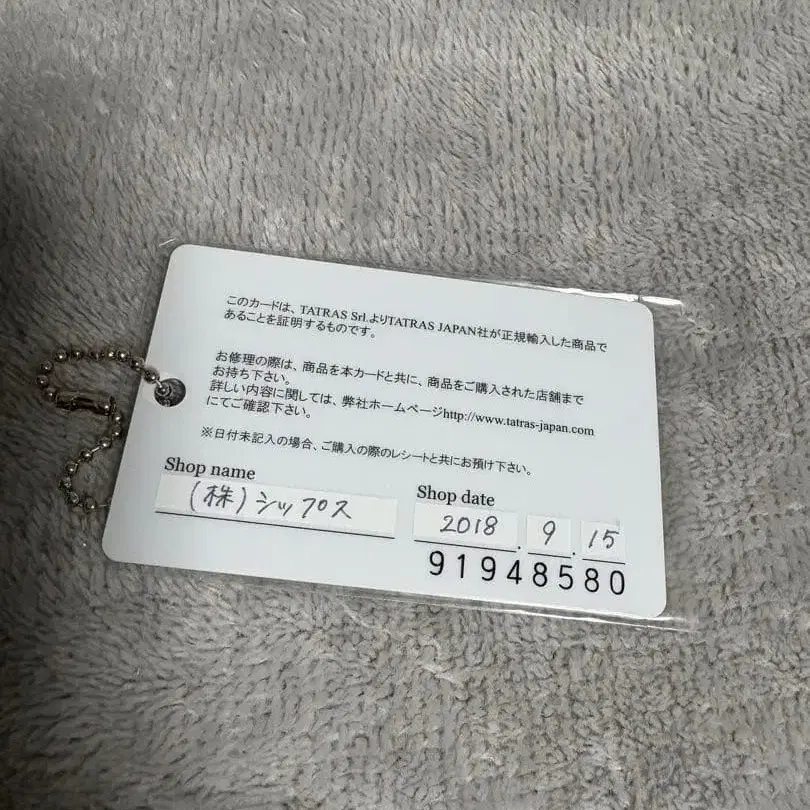 このカードは、TATRAS Srl.よりTATRAS JAPAN社が正規輸入した商品で
あることを証明するものです。
お修理の際は、商品を本カードと共に、商品をご購入された店舗まで
お持ち下さい。
詳しい内容に関しては、弊社ホームページhttp://www.tatras-japan.com
にてご確認下さい。
※日付未記入の場合、ご購入の際のレシートと共にお預け下さい。
Shop name
(株)シップス
Shop date
2018.9.15
91948580